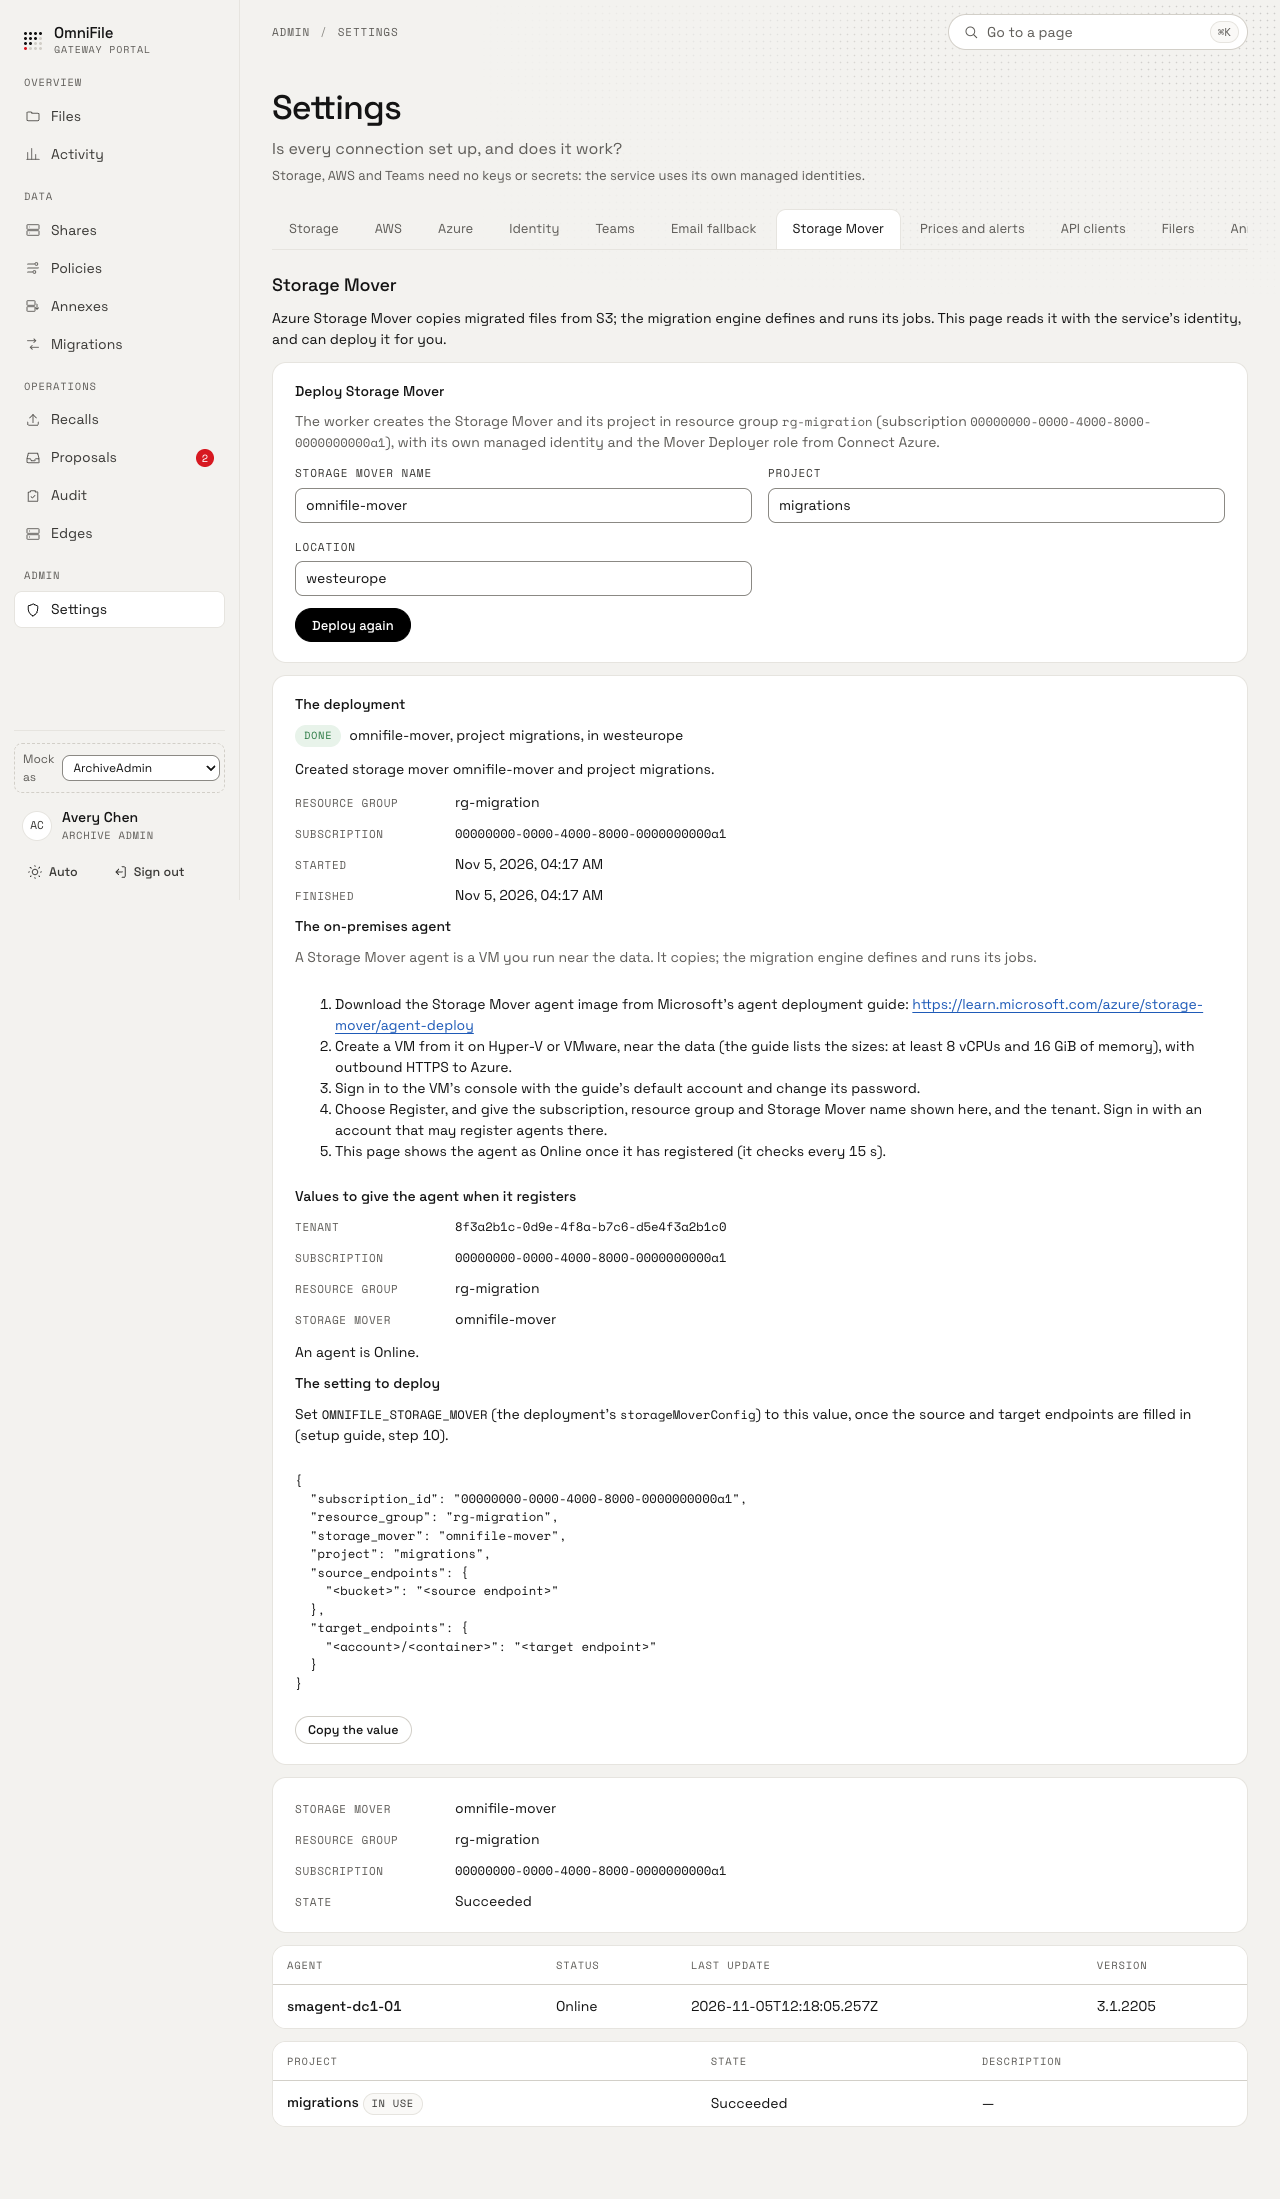 OmniFile
GATEWAY PORTAL
OVERVIEW
Files
Activity
DATA
Shares
Policies
Annexes
Migrations
OPERATIONS
Recalls
Proposals 2
Audit
Edges
ADMIN
Settings
Mock as ArchiveAdmin
AC Avery Chen
ARCHIVE ADMIN
Auto Sign out
ADMIN / SETTINGS
Go to a page ⌘K
Settings
Is every connection set up, and does it work?
Storage, AWS and Teams need no keys or secrets: the service uses its own managed identities.
Storage AWS Azure Identity Teams Email fallback Storage Mover Prices and alerts API clients Filers
Storage Mover
Azure Storage Mover copies migrated files from S3; the migration engine defines and runs its jobs. This page reads it with the service's identity,
and can deploy it for you.
Deploy Storage Mover
The worker creates the Storage Mover and its project in resource group rg-migration (subscription 00000000-0000-4000-8000-
0000000000a1), with its own managed identity and the Mover Deployer role from Connect Azure.
STORAGE MOVER NAME PROJECT
omnifile-mover migrations
LOCATION
westeurope
Deploy again
The deployment
DONE omnifile-mover, project migrations, in westeurope
Created storage mover omnifile-mover and project migrations.
RESOURCE GROUP rg-migration
SUBSCRIPTION 00000000-0000-4000-8000-0000000000a1
STARTED Nov 5, 2026, 04:17 AM
FINISHED Nov 5, 2026, 04:17 AM
The on-premises agent
A Storage Mover agent is a VM you run near the data. It copies; the migration engine defines and runs its jobs.
1. Download the Storage Mover agent image from Microsoft's agent deployment guide: https://learn.microsoft.com/azure/storage-
mover/agent-deploy
2. Create a VM from it on Hyper-V or VMware, near the data (the guide lists the sizes: at least 8 vCPUs and 16 GiB of memory), with
outbound HTTPS to Azure.
3. Sign in to the VM's console with the guide's default account and change its password.
4. Choose Register, and give the subscription, resource group and Storage Mover name shown here, and the tenant. Sign in with an
account that may register agents there.
5. This page shows the agent as Online once it has registered (it checks every 15 s).
Values to give the agent when it registers
TENANT 8f3a2b1c-0d9e-4f8a-b7c6-d5e4f3a2b1c0
SUBSCRIPTION 00000000-0000-4000-8000-0000000000a1
RESOURCE GROUP rg-migration
STORAGE MOVER omnifile-mover
An agent is Online.
The setting to deploy
Set OMNIFILE_STORAGE_MOVER (the deployment's storageMoverConfig) to this value, once the source and target endpoints are filled in
(setup guide, step 10).
{
"subscription_id": "00000000-0000-4000-8000-0000000000a1",
"resource_group": "rg-migration",
"storage_mover": "omnifile-mover",
"project": "migrations",
"source_endpoints": {
"<bucket>": "<source endpoint>"
},
"target_endpoints": {
"<account>/<container>": "<target endpoint>"
}
}
Copy the value
STORAGE MOVER omnifile-mover
RESOURCE GROUP rg-migration
SUBSCRIPTION 00000000-0000-4000-8000-0000000000a1
STATE Succeeded
AGENT STATUS LAST UPDATE VERSION
smagent-dc1-01 Online 2026-11-05T12:18:05.257Z 3.1.2205
PROJECT STATE DESCRIPTION
migrations IN USE Succeeded —